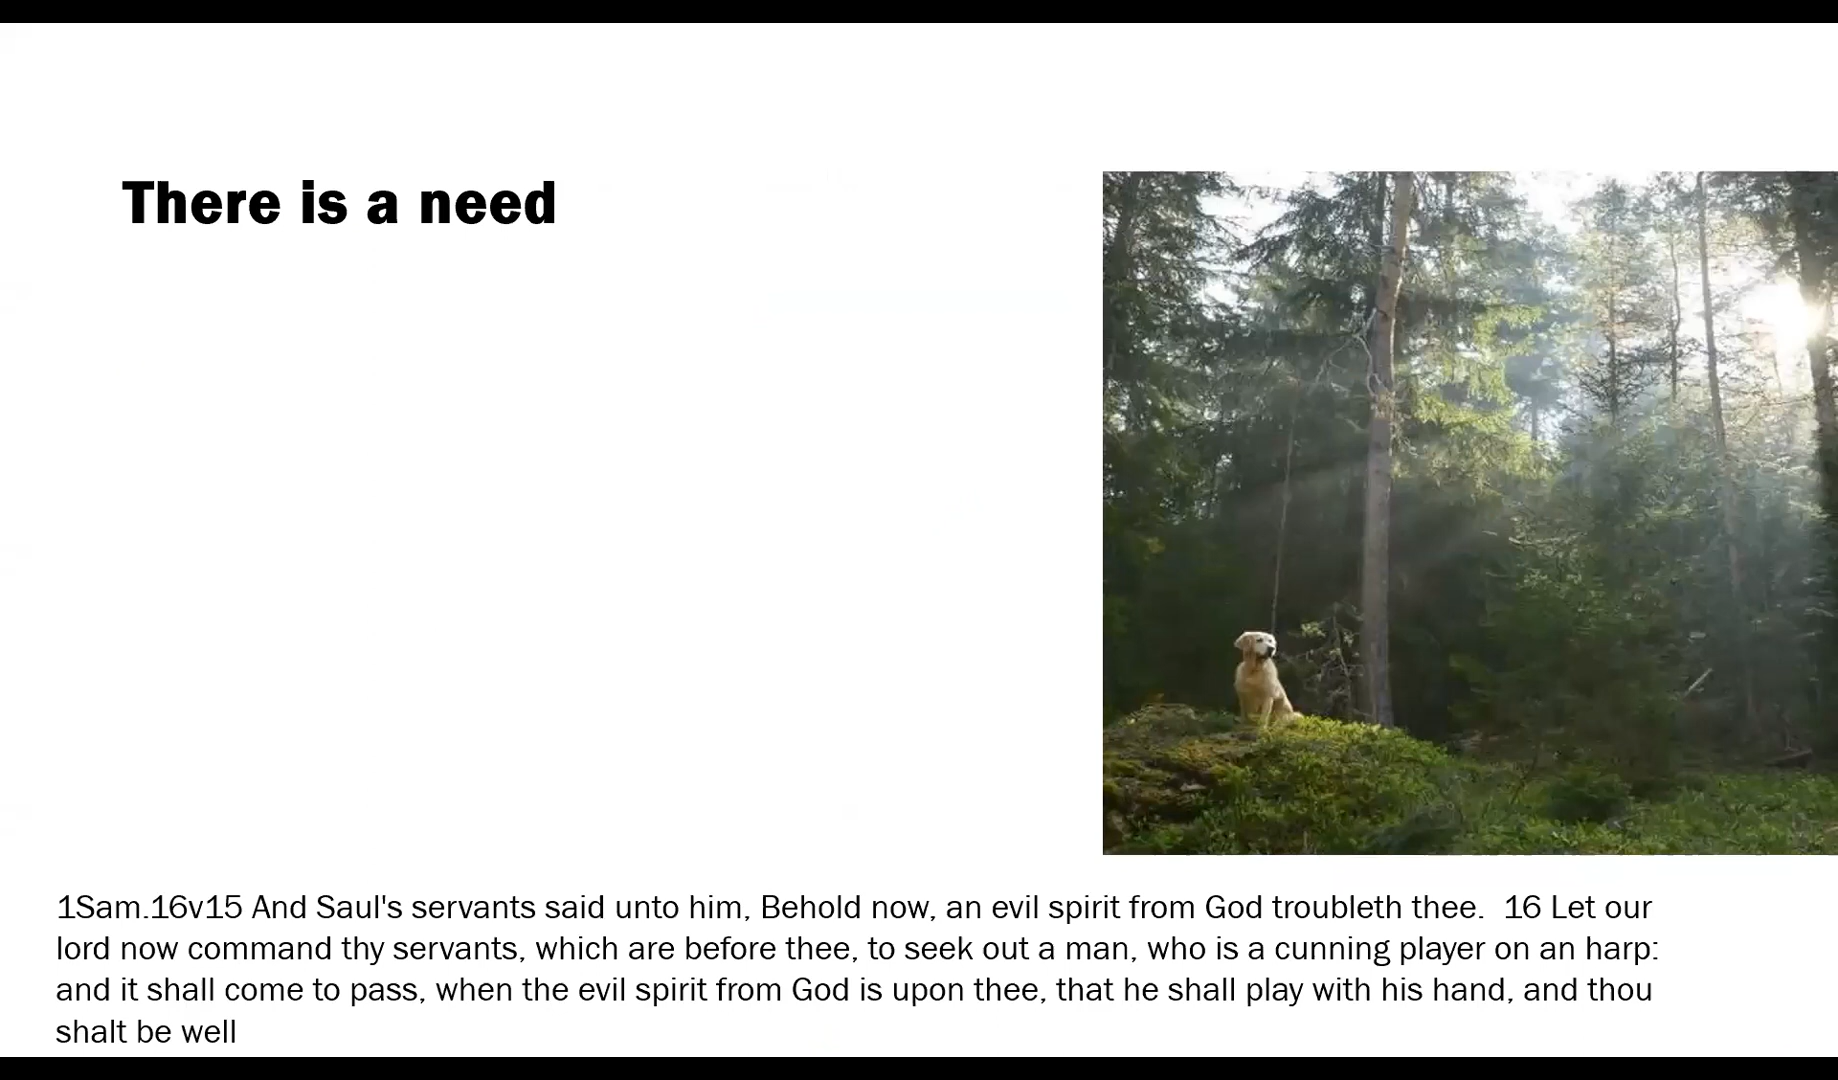 There is a need
1Sam.16v15 And Saul's servants said unto him, Behold now, an evil spirit from God troubleth thee.  16 Let our
lord now command thy servants, which are before thee, to seek out a man, who is a cunning player on an harp:
and it shall come to pass, when the evil spirit from God is upon thee, that he shall play with his hand, and thou
shalt be well